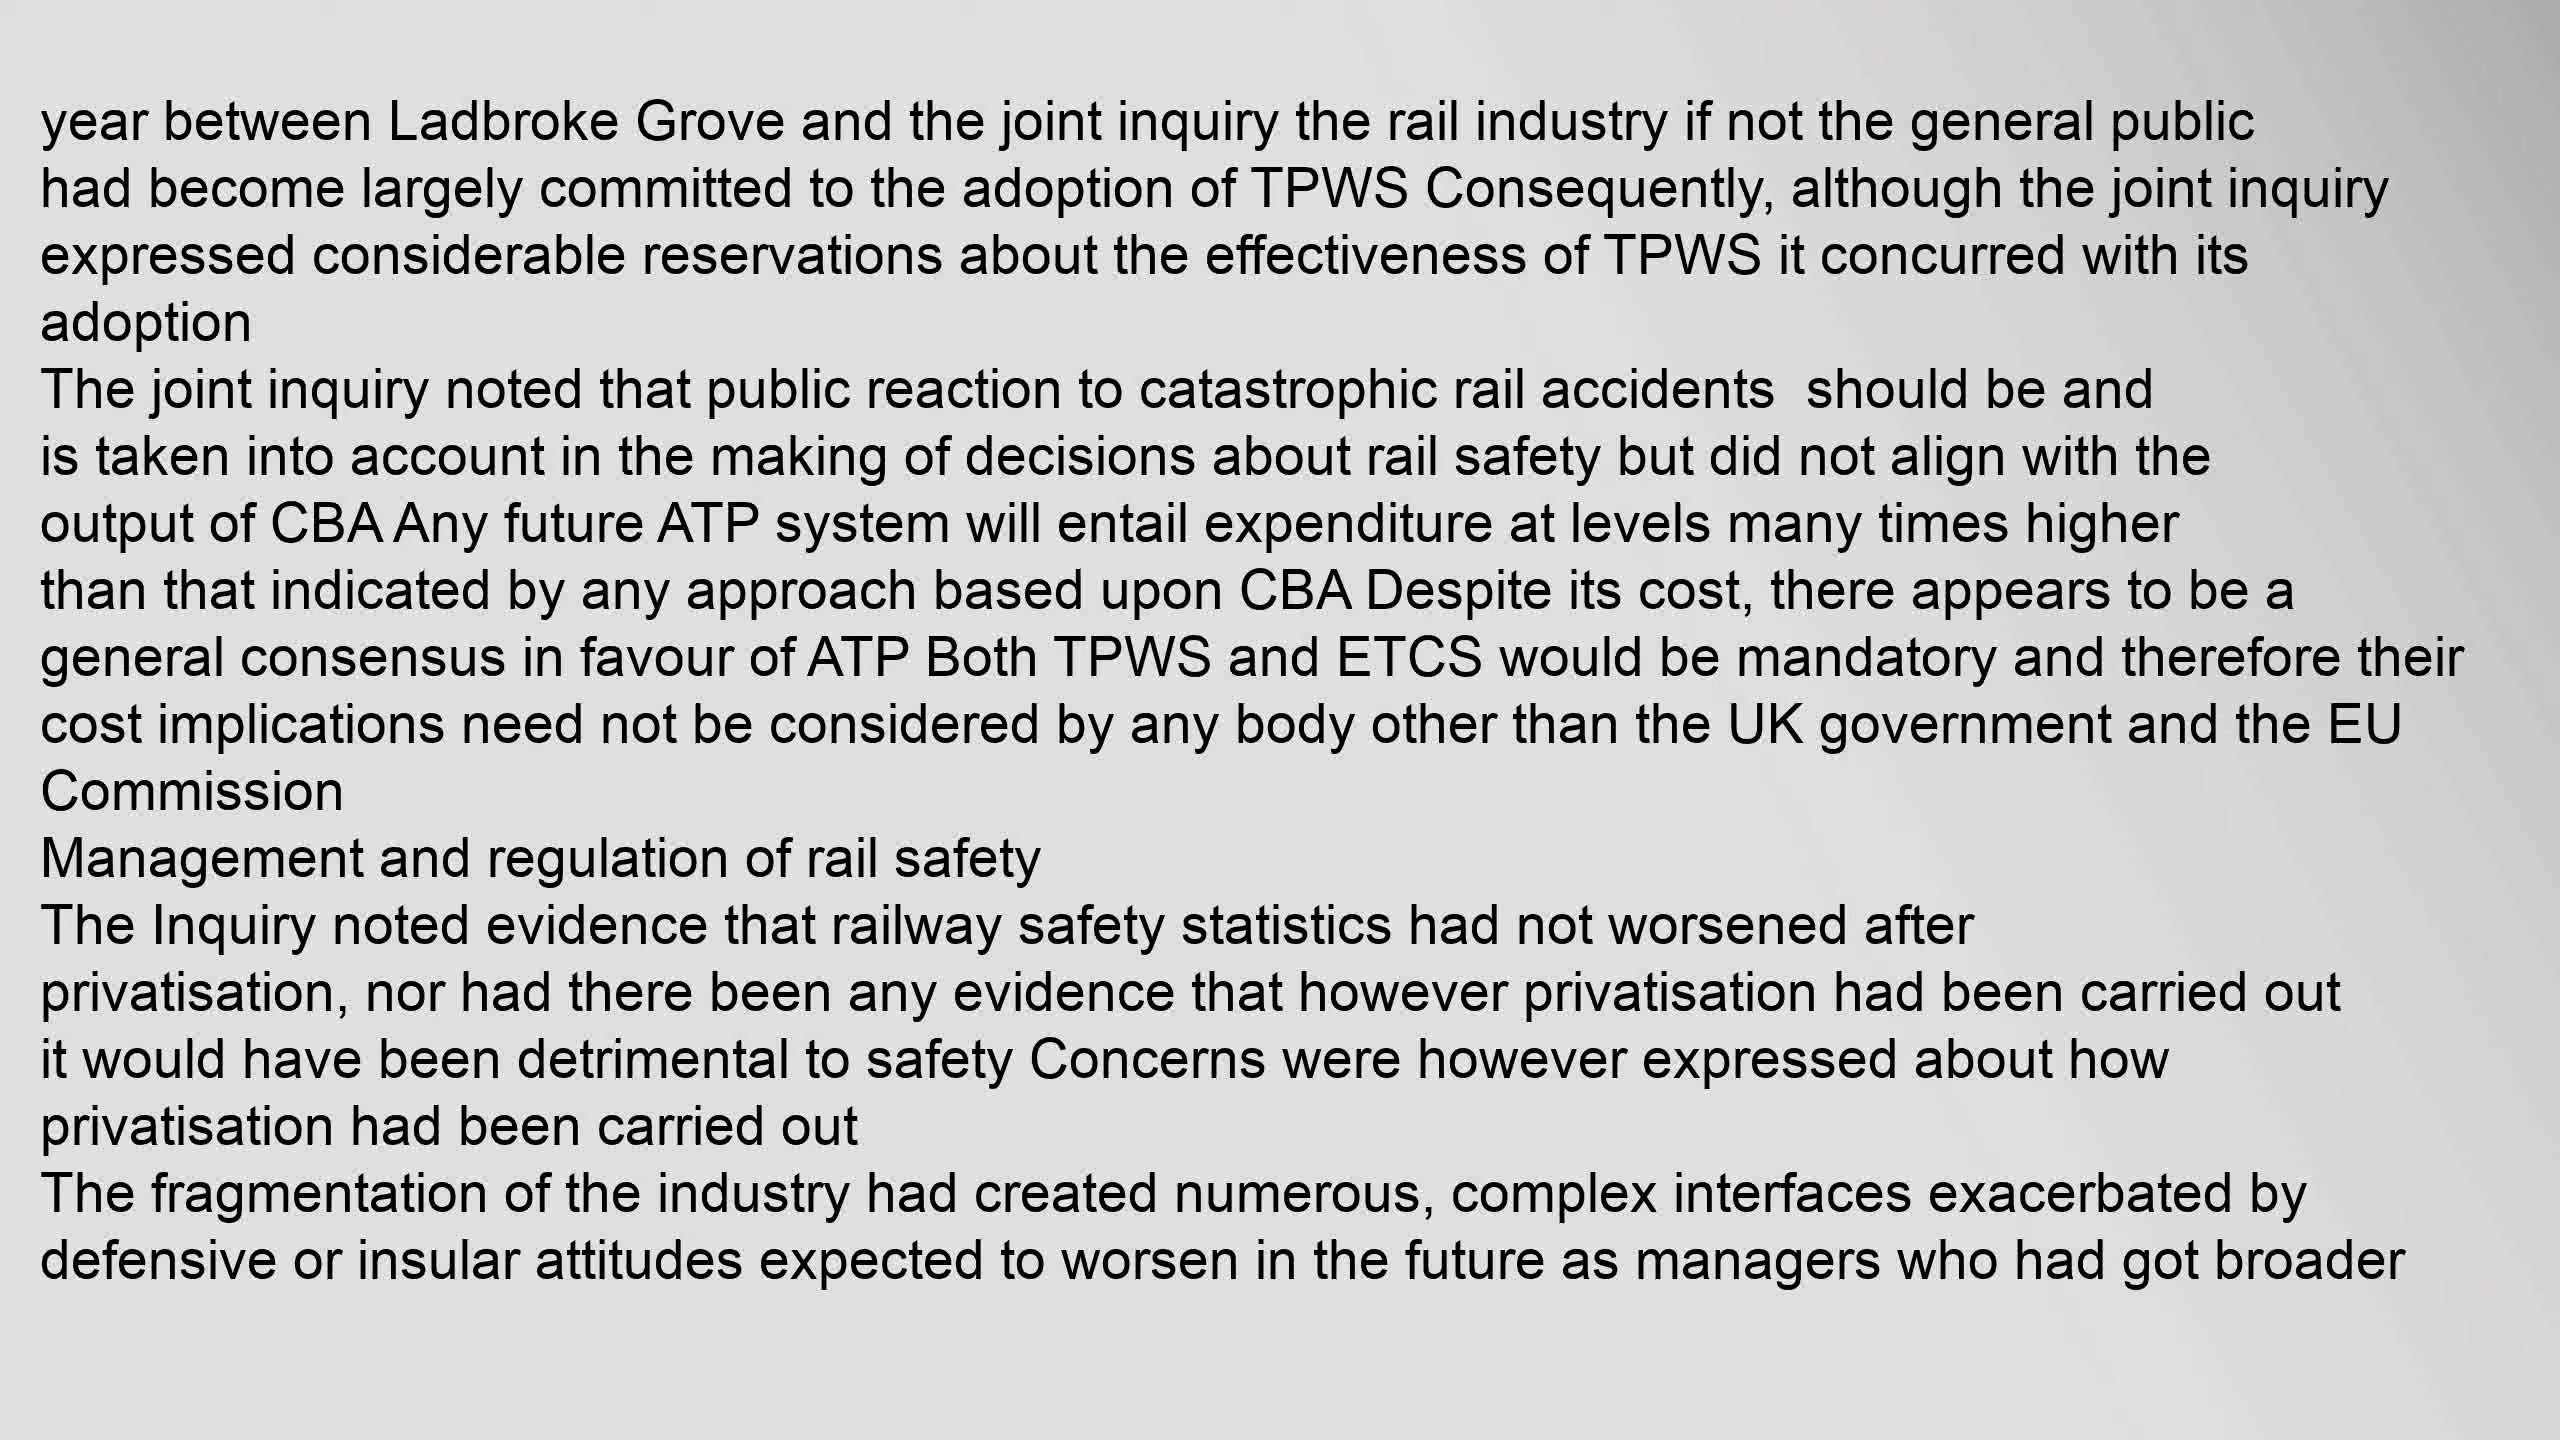 year between Ladbroke Grove and the joint inquiry the rail industry if not the general public
had become largely committed to the adoption of TPWS Consequently, although the joint inquiry
expressed considerable reservations about the effectiveness of TPWS it concurred with its
adoption
The joint inquiry noted that public reaction to catastrophic rail accidents  should be and
is taken into account in the making of decisions about rail safety but did not align with the
output of CBA Any future ATP system will entail expenditure at levels many times higher
than that indicated by any approach based upon CBA Despite its cost, there appears to be a
general consensus in favour of ATP Both TPWS and ETCS would be mandatory and therefore their
cost implications need not be considered by any body other than the UK government and the EU
Commission
Management and regulation of rail safety
The Inquiry noted evidence that railway safety statistics had not worsened after
privatisation, nor had there been any evidence that however privatisation had been carried out
it would have been detrimental to safety Concerns were however expressed about how
privatisation had been carried out
The fragmentation of the industry had created numerous, complex interfaces exacerbated by
defensive or insular attitudes expected to worsen in the future as managers who had got broader